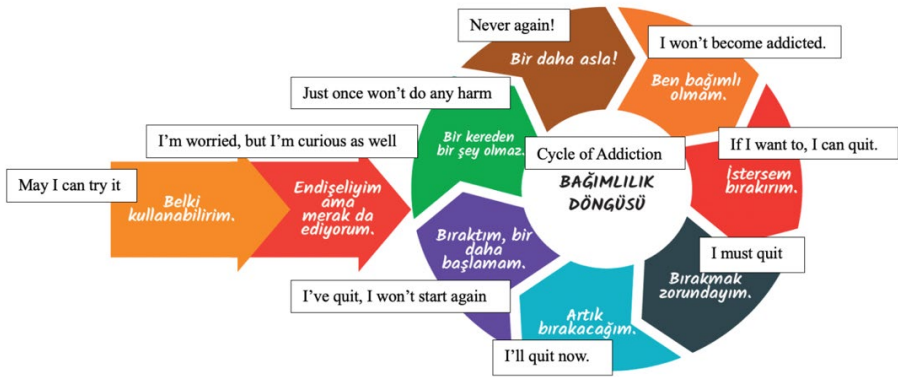 May I can try it
Belki
kullanabilirim.
I'm worried, but I'm curious as well
Endişeliyim
ama
merak da
ediyorum.
Just once won't do any harm
Bir kereden
bir şey olmaz.
Never again!
Bir daha asla!
I won't become addicted.
Ben bağımlı
olmam.
If I want to, I can quit.
İstersem
bırakırım.
I must quit
Bırakmak
zorundayım.
Artık
bırakacağım.
I'll quit now.
Bıraktım, bir
daha
başlamam.
I've quit, I won't start again
Cycle of Addiction
BAĞIMLILIK
DÖNGÜSÜ